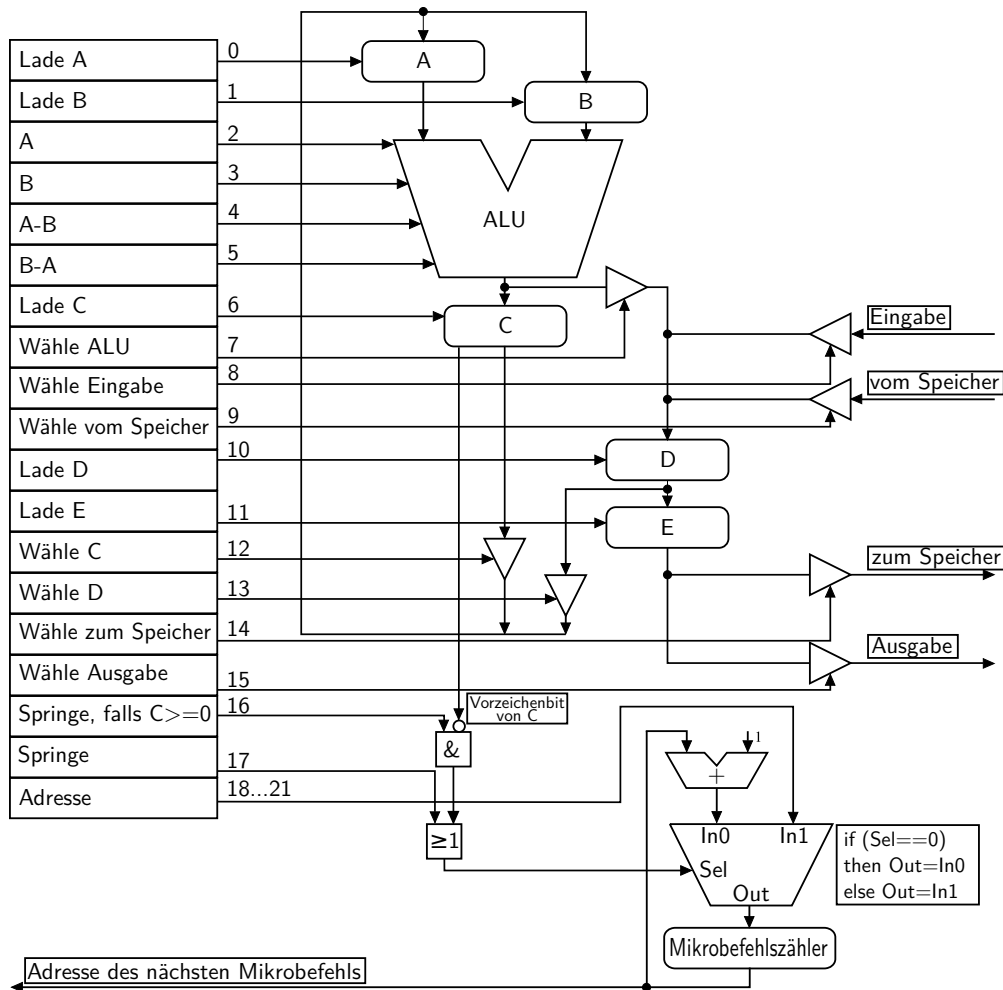 Lade A
0
Lade B
1
A
2
B
3
A-B
4
B-A
5
Lade C
6
Wähle ALU
7
Wähle Eingabe
8
Wähle vom Speicher
9
Lade D
10
Lade E
11
Wähle C
12
Wähle D
13
Wähle zum Speicher
14
Wähle Ausgabe
15
Springe, falls C>=0
16
Springe
17
Adresse
18...21
A
B
ALU
C
Eingabe
vom Speicher
D
E
zum Speicher
Ausgabe
Vorzeichenbit
von C
&
≥1
1
+
In0 In1
Sel
Out
if (Sel==0)
then Out=In0
else Out=In1
Mikrobefehlszähler
Adresse des nächsten Mikrobefehls